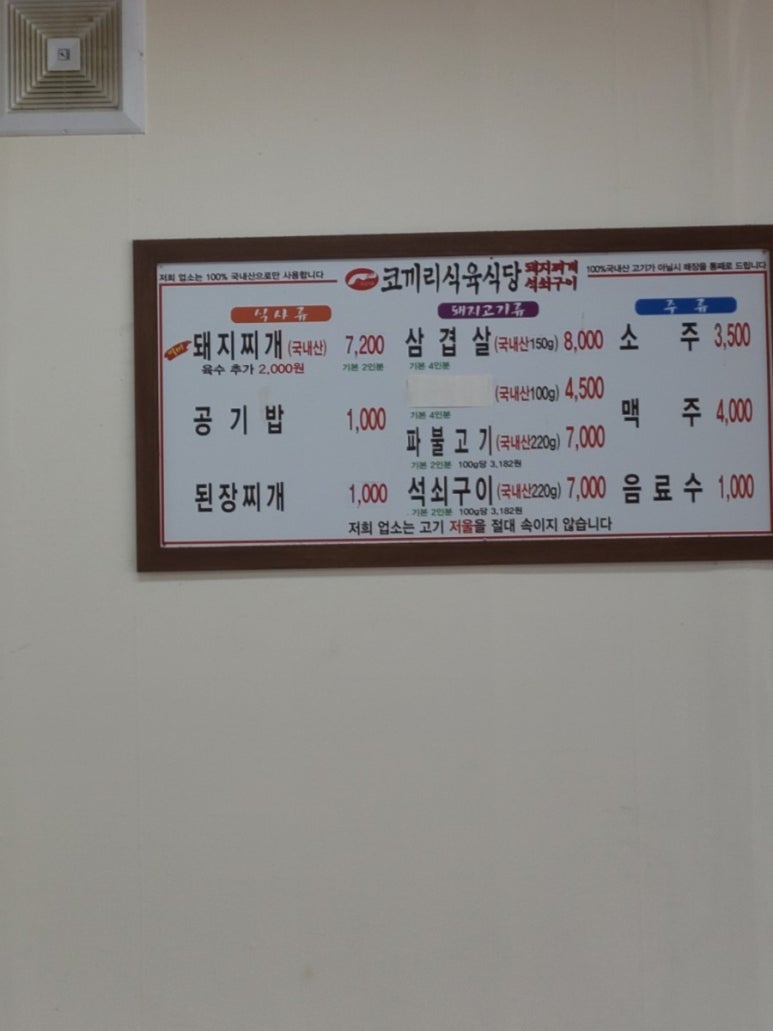 저희 업소는 100% 국내산으로만 사용합니다
코끼리식육식당 돼지찌개 석쇠구이
100%국내산 고기가 아닐시 매장을 통째로 드립니다
식사류
돼지찌개(국내산) 7,200
육수 추가 2,000원 기본 2인분
공기밥 1,000
된장찌개 1,000
돼지고기류
삼겹살(국내산150g) 8,000
기본 4인분
(국내산100g) 4,500
기본 4인분
파불고기(국내산220g) 7,000
기본 2인분 100g당 3,182원
석쇠구이(국내산220g) 7,000
기본 2인분 100g당 3,182원
주류
소주 3,500
맥주 4,000
음료수 1,000
저희 업소는 고기 저울을 절대 속이지 않습니다